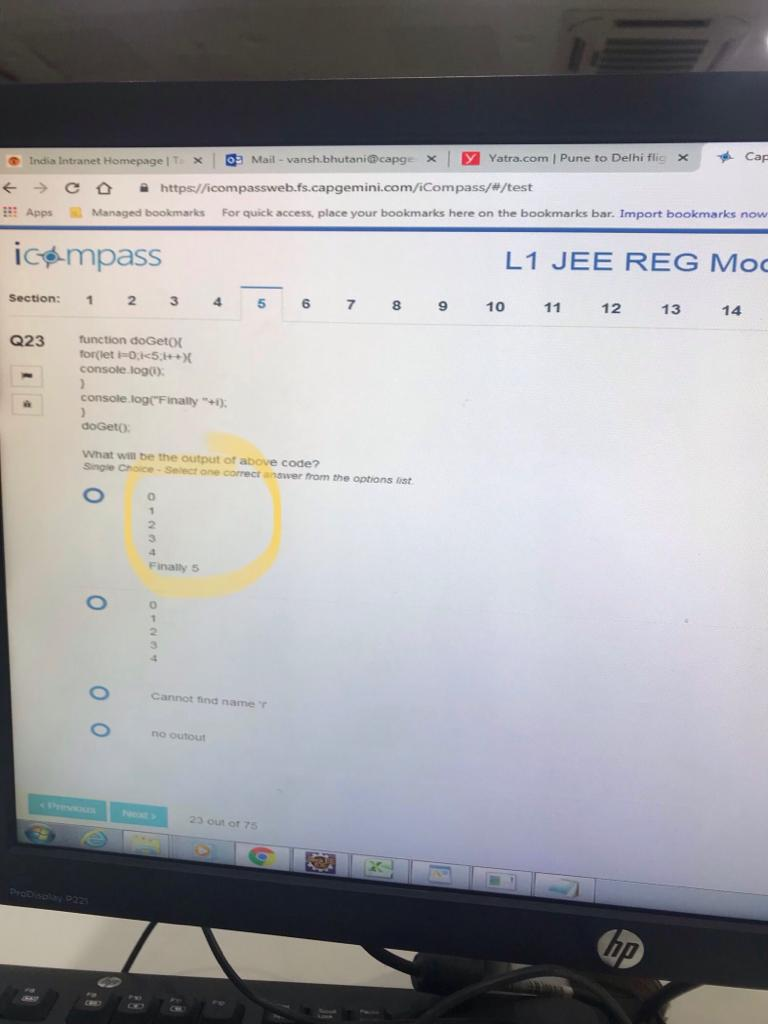 India Intranet Homepage | Ta
Mail - vansh.bhutani@capge
Yatra.com | Pune to Delhi flig
Cap
https://icompassweb.fs.capgemini.com/iCompass/#/test
Apps
Managed bookmarks
For quick access, place your bookmarks here on the bookmarks bar. Import bookmarks now
icompass
L1 JEE REG Moc
Section: 1 2 3 4 5 6 7 8 9 10 11 12 13 14
Q23
function doGet(){
for(let i=0;i<5;i++){
console.log(i);
}
console.log("Finally "+i);
}
doGet();
What will be the output of above code?
Single Choice - Select one correct answer from the options list.
0
1
2
3
4
Finally 5
0
1
2
3
4
Cannot find name 'i'
no outout
< Previous
Next >
23 out of 75
ProDisplay P221
hp